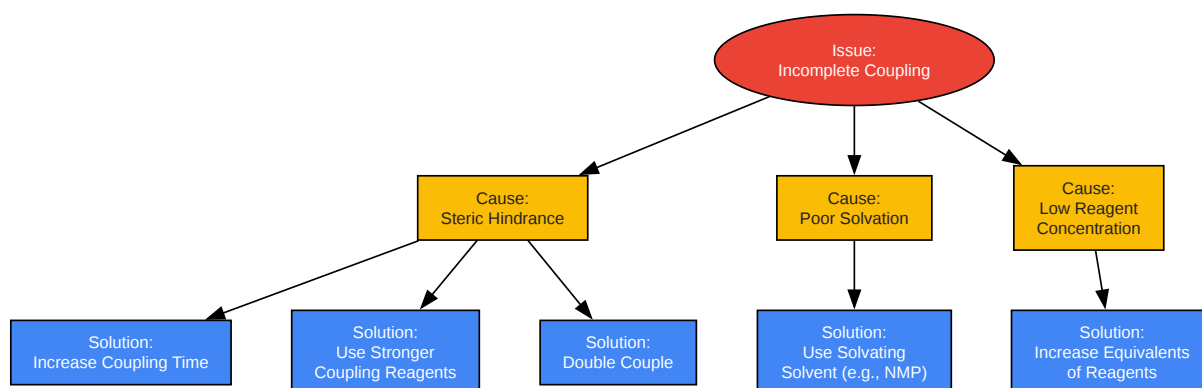 Issue:
Incomplete Coupling
Cause:
Steric Hindrance
Cause:
Poor Solvation
Cause:
Low Reagent
Concentration
Solution:
Increase Coupling Time
Solution:
Use Stronger
Coupling Reagents
Solution:
Double Couple
Solution:
Use Solvating
Solvent (e.g., NMP)
Solution:
Increase Equivalents
of Reagents